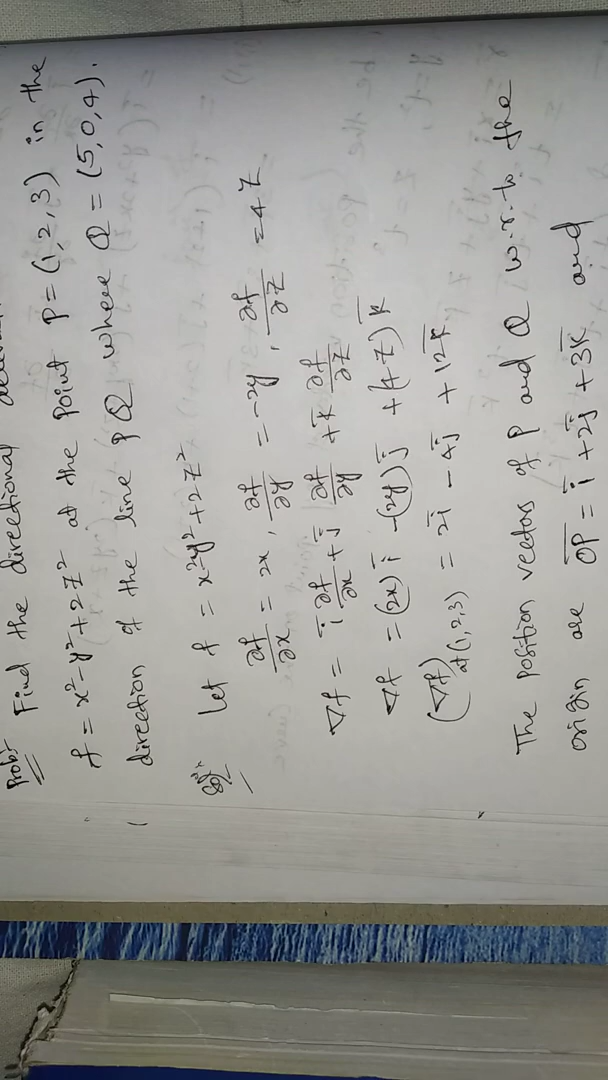 Prob:- Find the directional
f = x²-y²+2z² at the point P=(1,2,3) in the
direction of the line PQ where Q = (5,0,4).
Sol:- Let f = x²-y²+2z²
∂f/∂x = 2x, ∂f/∂y = -2y, ∂f/∂z = 4z
∇f = i̅ ∂f/∂x + j̅ ∂f/∂y + k̅ ∂f/∂z
∇f = (2x) i̅ - (2y) j̅ + (4z) k̅
(∇f) at (1,2,3) = 2i̅ - 4j̅ + 12k̅
The position vectors of P and Q w.r.to the
origin are O̅P̅ = i̅ + 2j̅ + 3k̅ and